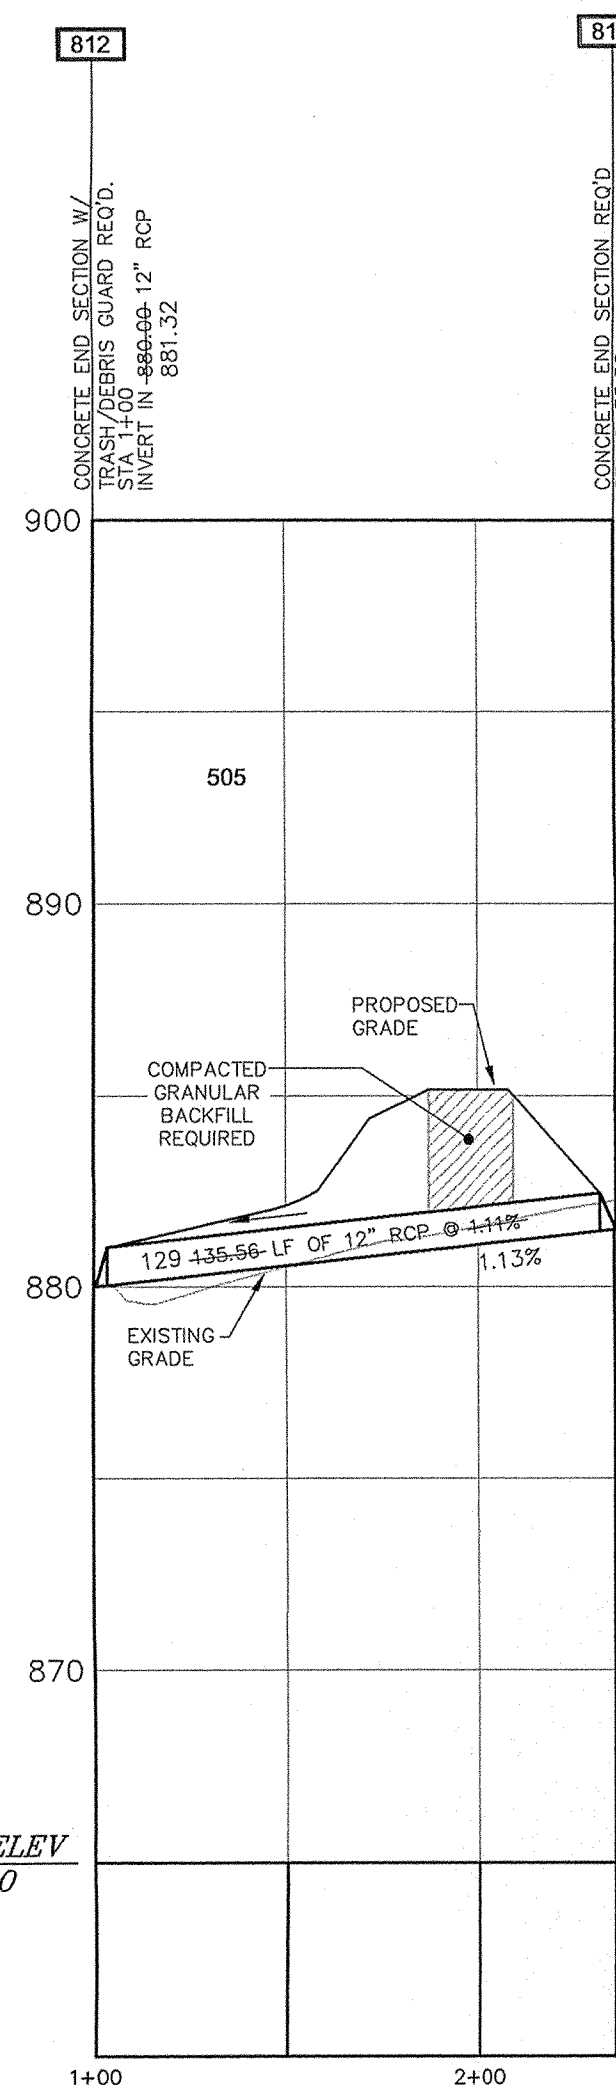 812
81
CONCRETE END SECTION W/
TRASH/DEBRIS GUARD REQ'D.
STA 1+00
INVERT IN 880.00 12" RCP
881.32
CONCRETE END SECTION REQ'D
900
505
890
PROPOSED
GRADE
COMPACTED
GRANULAR
BACKFILL
REQUIRED
129 135.56 LF OF 12" RCP @ 1.11%
1.13%
880
EXISTING
GRADE
870
ELEV
0
1+00
2+00